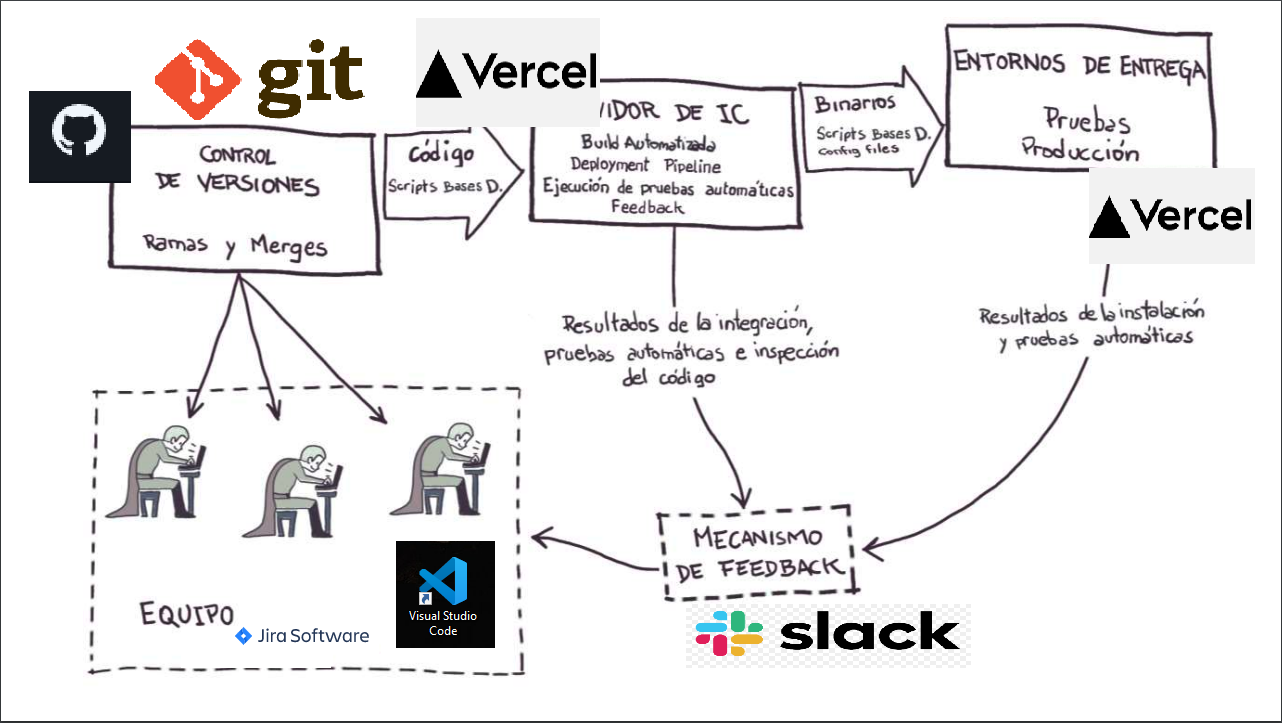 git
Vercel
CONTROL
DE VERSIONES
Ramas y Merges
Código
Scripts Bases D.
VIDOR DE IC
Build Automatizada
Deployment Pipeline
Ejecución de pruebas automáticas
Feedback
Binarios
Scripts Bases D.
Config files
ENTORNOS DE ENTREGA
Pruebas
Producción
Vercel
Resultados de la integración,
pruebas automáticas e inspección
del código
Resultados de la instalación
y pruebas automáticas
MECANISMO
DE FEEDBACK
slack
EQUIPO
Jira Software
Visual Studio
Code